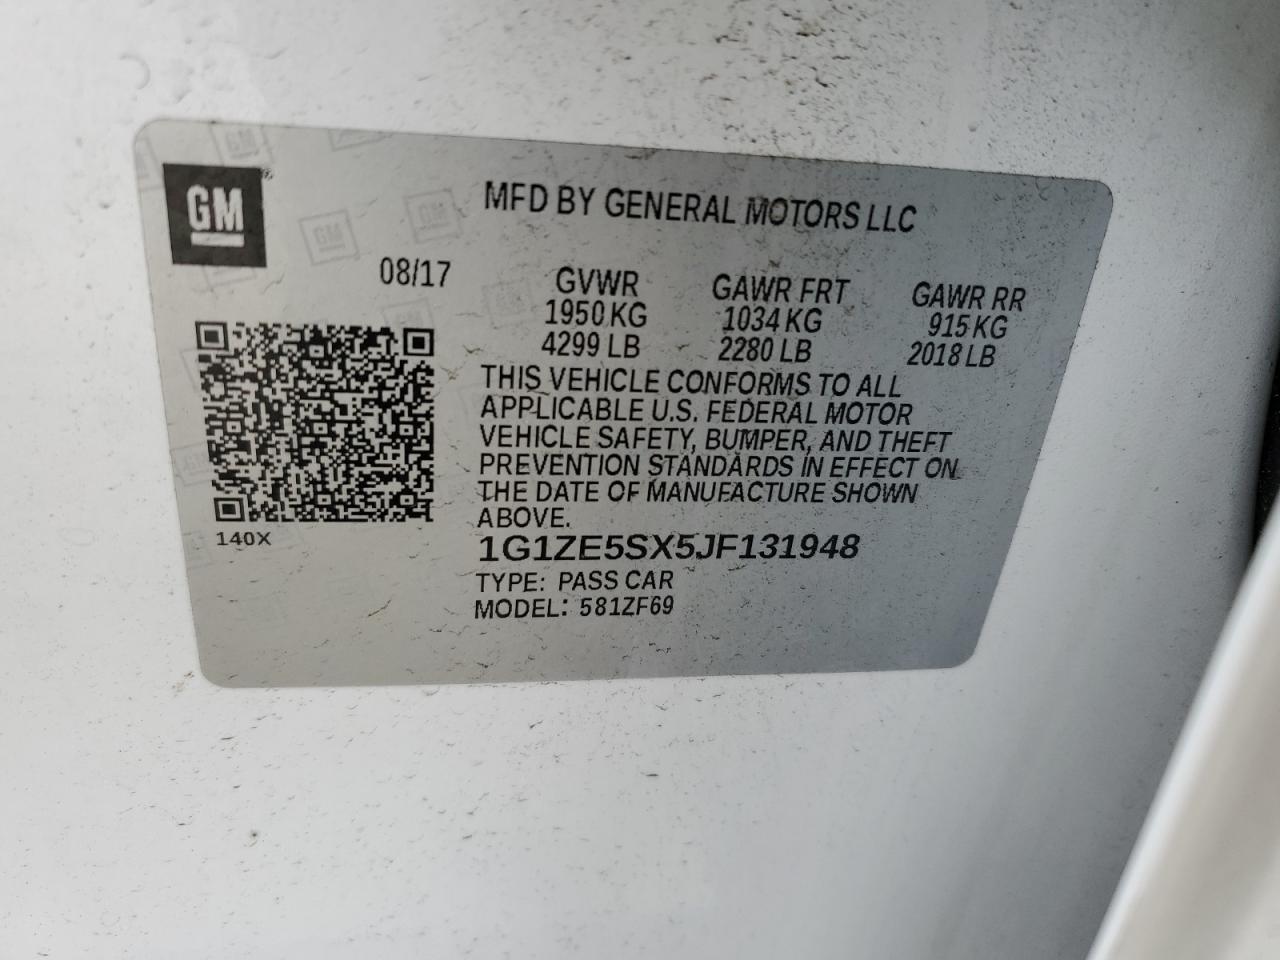 GM
MFD BY GENERAL MOTORS LLC
08/17
GVWR GAWR FRT GAWR RR
1950 KG 1034 KG 915 KG
4299 LB 2280 LB 2018 LB
THIS VEHICLE CONFORMS TO ALL
APPLICABLE U.S. FEDERAL MOTOR
VEHICLE SAFETY, BUMPER, AND THEFT
PREVENTION STANDARDS IN EFFECT ON
THE DATE OF MANUFACTURE SHOWN
ABOVE.
140X
1G1ZE5SX5JF131948
TYPE: PASS CAR
MODEL: 581ZF69